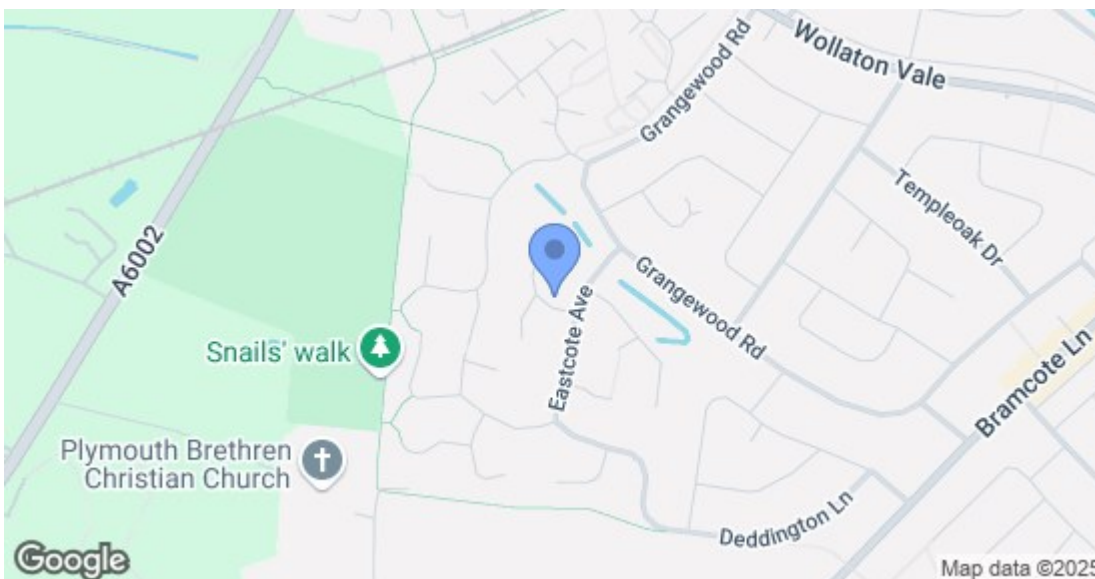 Wollaton Vale
Grangewood Rd
Templeoak Dr
A6002
Grangewood Rd
Eastcote Ave
Snails' walk
Bramcote Ln
Plymouth Brethren
Christian Church
Deddington Ln
Google
Map data ©2025